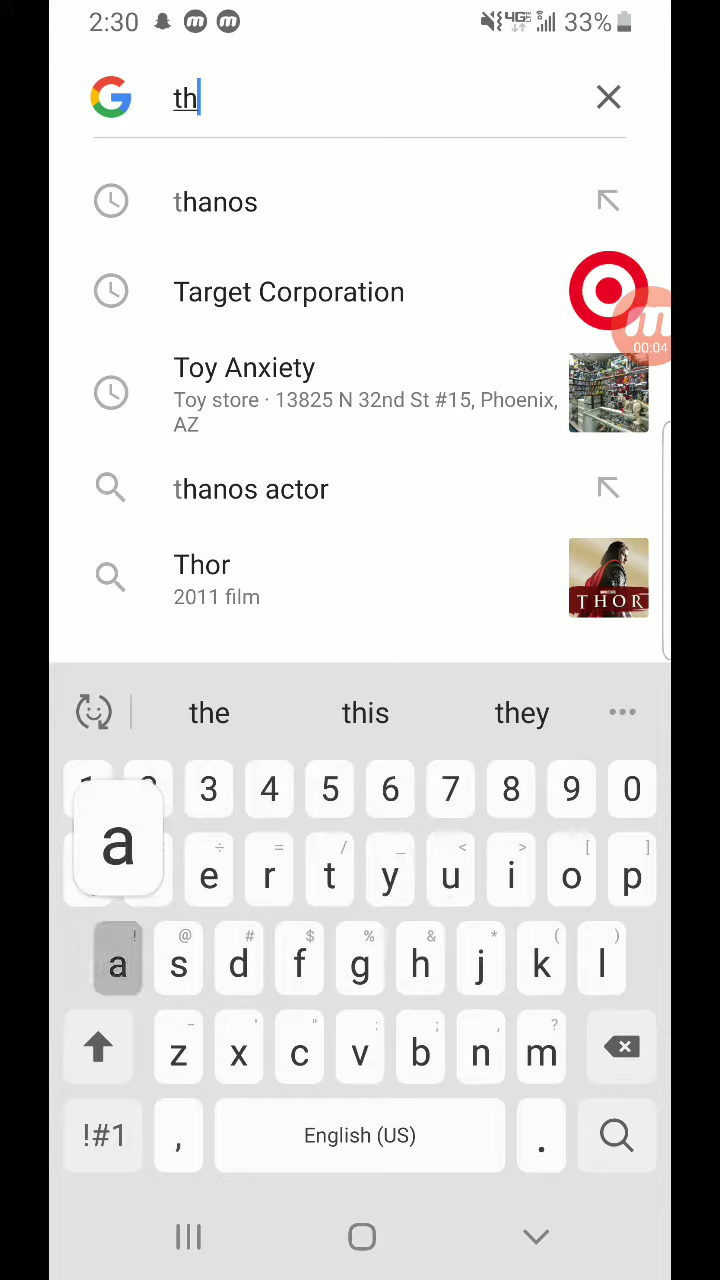 2:30 4G 33%
th
thanos
Target Corporation
00:04
Toy Anxiety
Toy store · 13825 N 32nd St #15, Phoenix,
AZ
thanos actor
Thor
2011 film
THOR
the this they
3 4 5 6 7 8 9 0
a
e r t y u i o p
a s d f g h j k l
z x c v b n m
!#1 , English (US) .